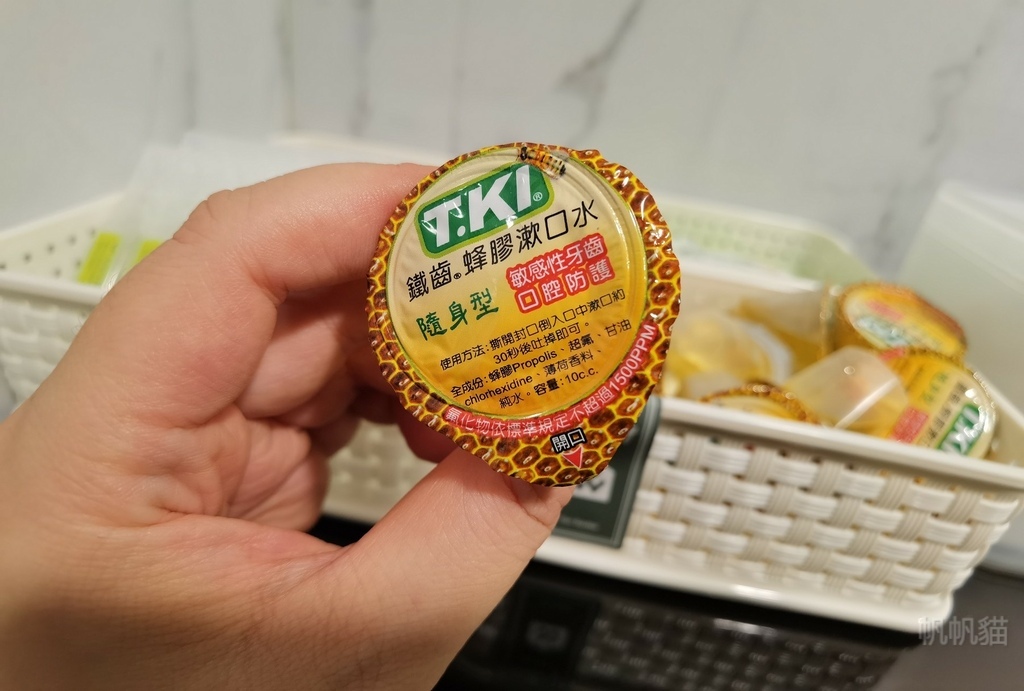 T.KI®
鐵齒®蜂膠漱口水
隨身型
敏感性牙齒
口腔防護
使用方法:撕開封口倒入口中漱口約
30秒後吐掉即可。
全成份:蜂膠Propolis、超氟、甘油
chlorhexidine、薄荷香料、
純水。容量:10c.c.
氟化物依標準規定不超過1500PPM
開口
T.KI
帆帆貓